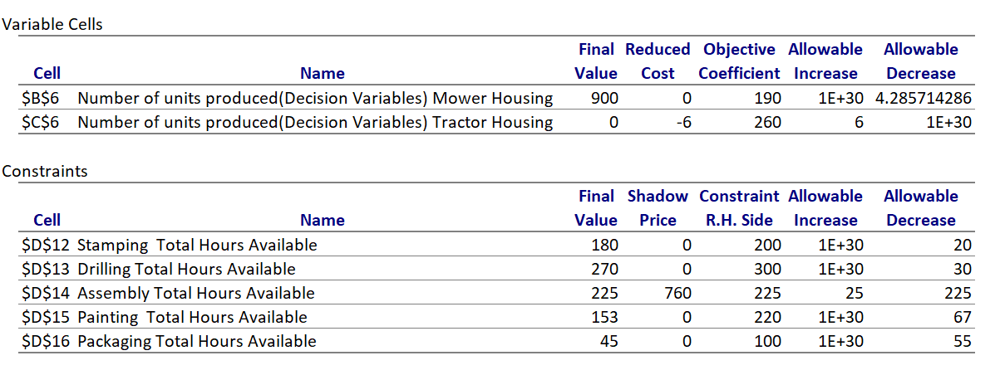 Variable Cells
Final Reduced Objective Allowable Allowable
Cell Name Value Cost Coefficient Increase Decrease
$B$6 Number of units produced(Decision Variables) Mower Housing 900 0 190 1E+30 4.285714286
$C$6 Number of units produced(Decision Variables) Tractor Housing 0 -6 260 6 1E+30
Constraints
Final Shadow Constraint Allowable Allowable
Cell Name Value Price R.H. Side Increase Decrease
$D$12 Stamping Total Hours Available 180 0 200 1E+30 20
$D$13 Drilling Total Hours Available 270 0 300 1E+30 30
$D$14 Assembly Total Hours Available 225 760 225 25 225
$D$15 Painting Total Hours Available 153 0 220 1E+30 67
$D$16 Packaging Total Hours Available 45 0 100 1E+30 55